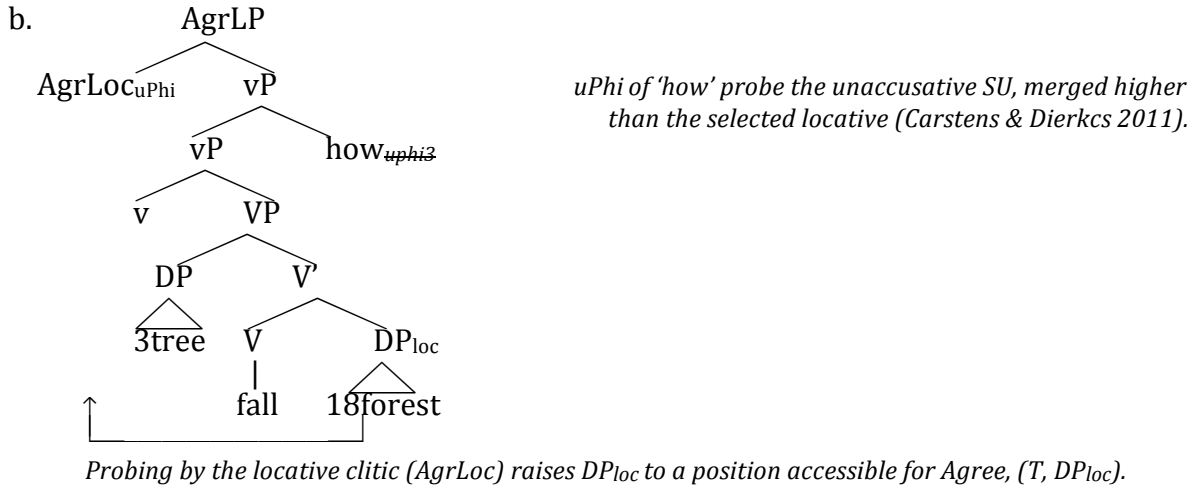 b.
AgrLP
AgrLocuPhi vP
uPhi of ‘how’ probe the unaccusative SU, merged higher
than the selected locative (Carstens & Diercks 2011).
vP howuphi3
v VP
DP V’
3tree V DPloc
fall 18forest
Probing by the locative clitic (AgrLoc) raises DPloc to a position accessible for Agree, (T, DPloc).